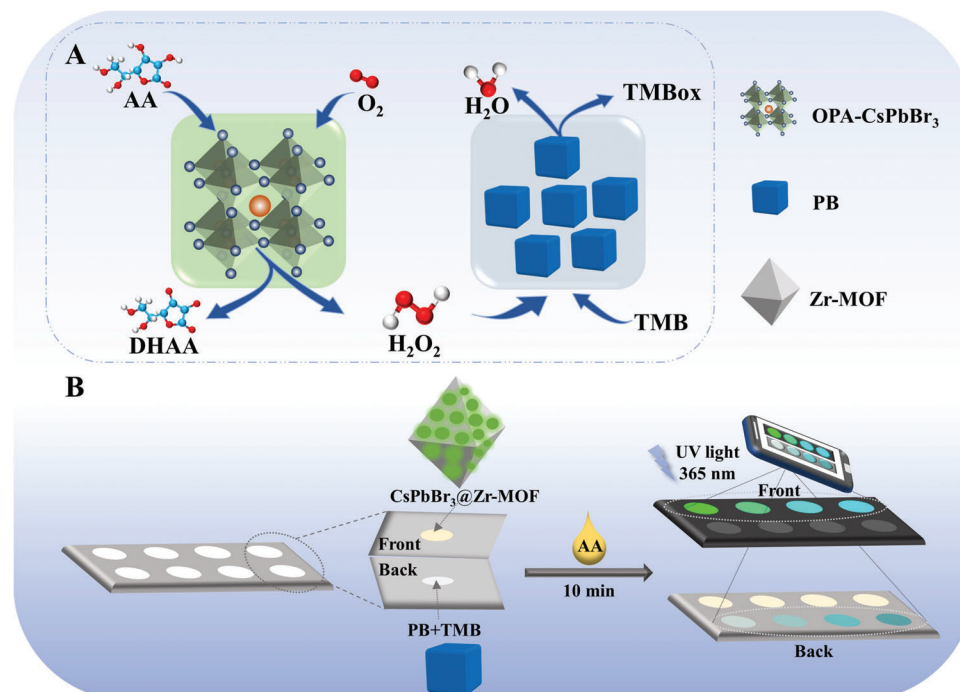 A
AA
O₂
H₂O
TMBox
OPA-CsPbBr₃
PB
Zr-MOF
DHAA
H₂O₂
TMB
B
CsPbBr₃@Zr-MOF
UV light
365 nm
Front
Front
Back
AA
10 min
PB+TMB
Back